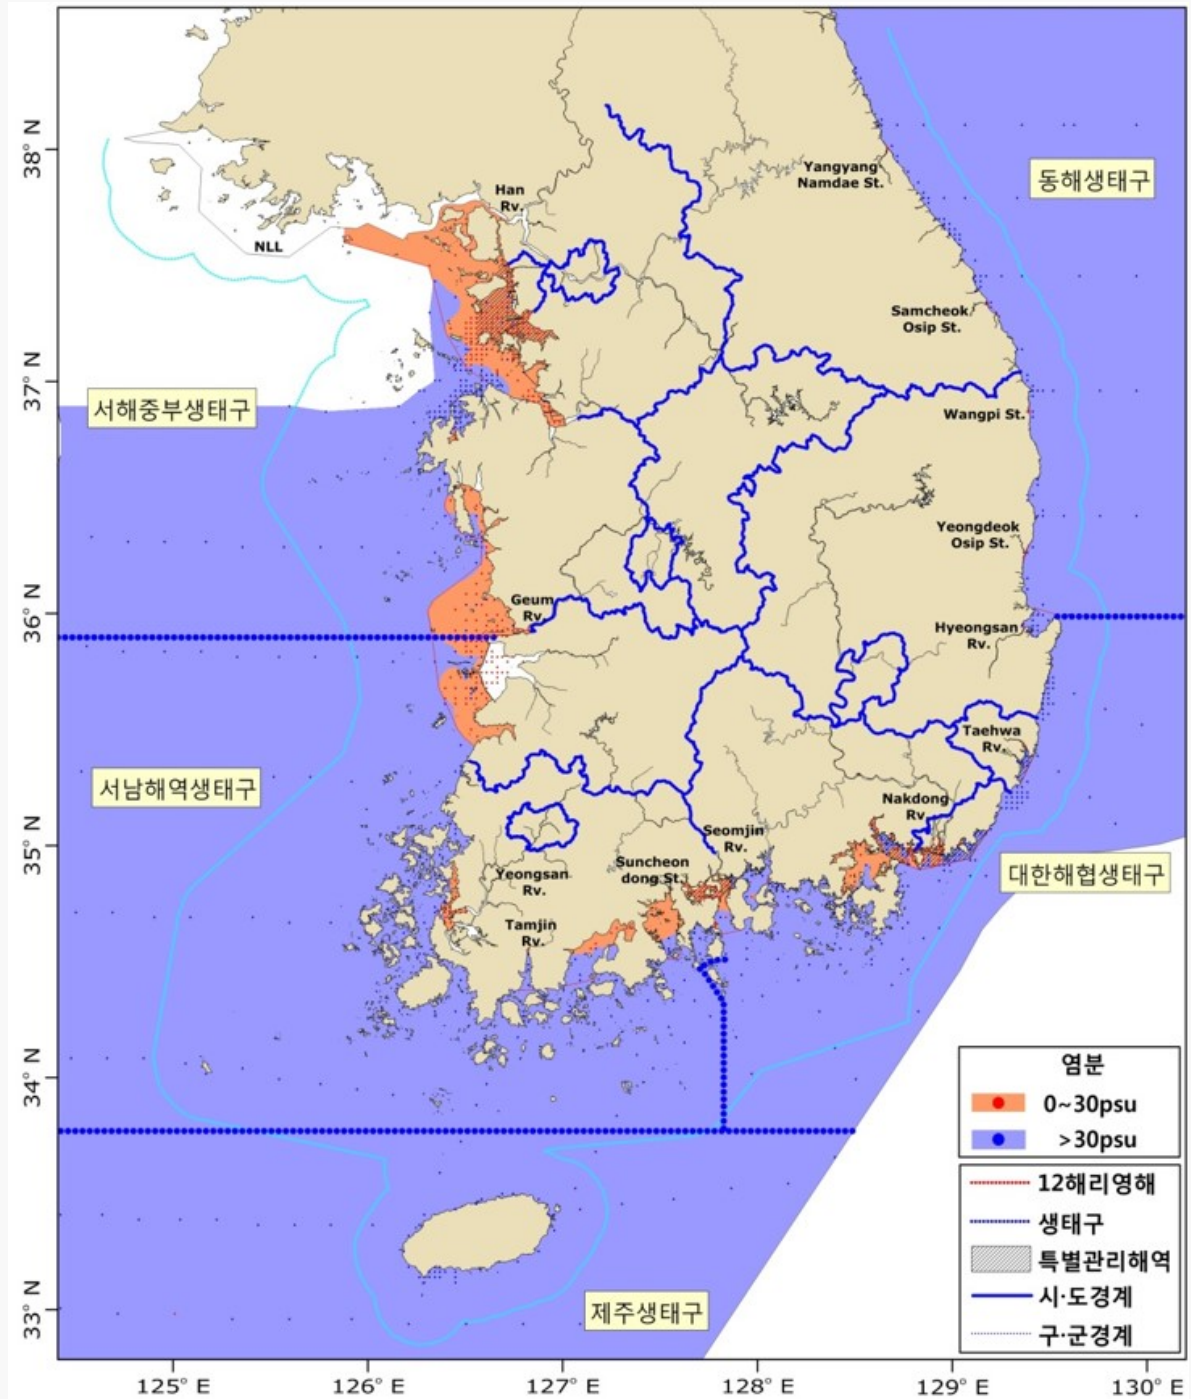 38° N
37° N
36° N
35° N
34° N
33° N
125° E
126° E
127° E
128° E
129° E
130° E
Han
Rv.
NLL
Yangyang
Namdae St.
동해생태구
Samcheok
Osip St.
서해중부생태구
Wangpi St.
Yeongdeok
Osip St.
Geum
Rv.
Hyeongsan
Rv.
Taehwa
Rv.
서남해역생태구
Nakdong
Rv.
Seomjin
Rv.
Suncheon
dong St.
Yeongsan
Rv.
대한해협생태구
Tamjin
Rv.
제주생태구
염분
0~30psu
>30psu
12해리영해
생태구
특별관리해역
시·도경계
구·군경계